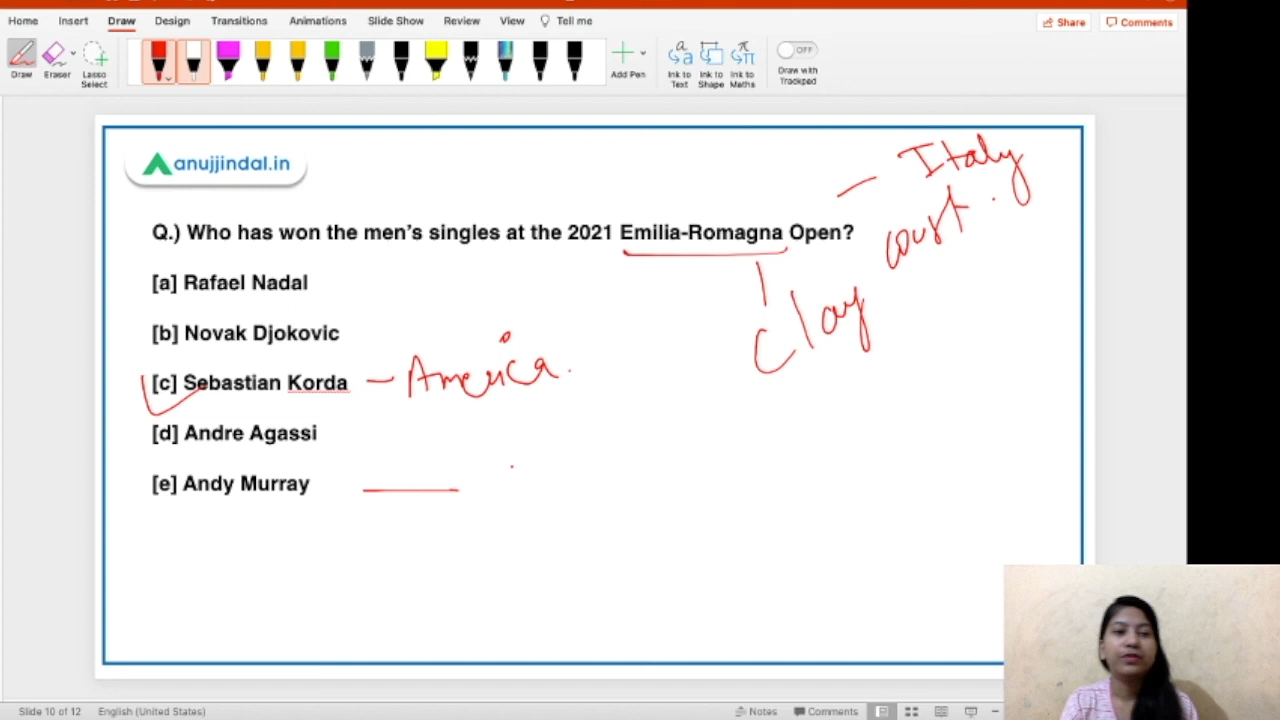 Home Insert Draw Design Transitions Animations Slide Show Review View Tell me Share Comments
Draw Eraser Lasso Select Add Pen Ink to Text Ink to Shape Ink to Maths OFF Draw with Trackpad
anujjindal.in
- Italy
Q.) Who has won the men's singles at the 2021 Emilia-Romagna Open?
Clay court.
[a] Rafael Nadal
[b] Novak Djokovic
[c] Sebastian Korda - America.
[d] Andre Agassi
[e] Andy Murray
Slide 10 of 12 English (United States) Notes Comments